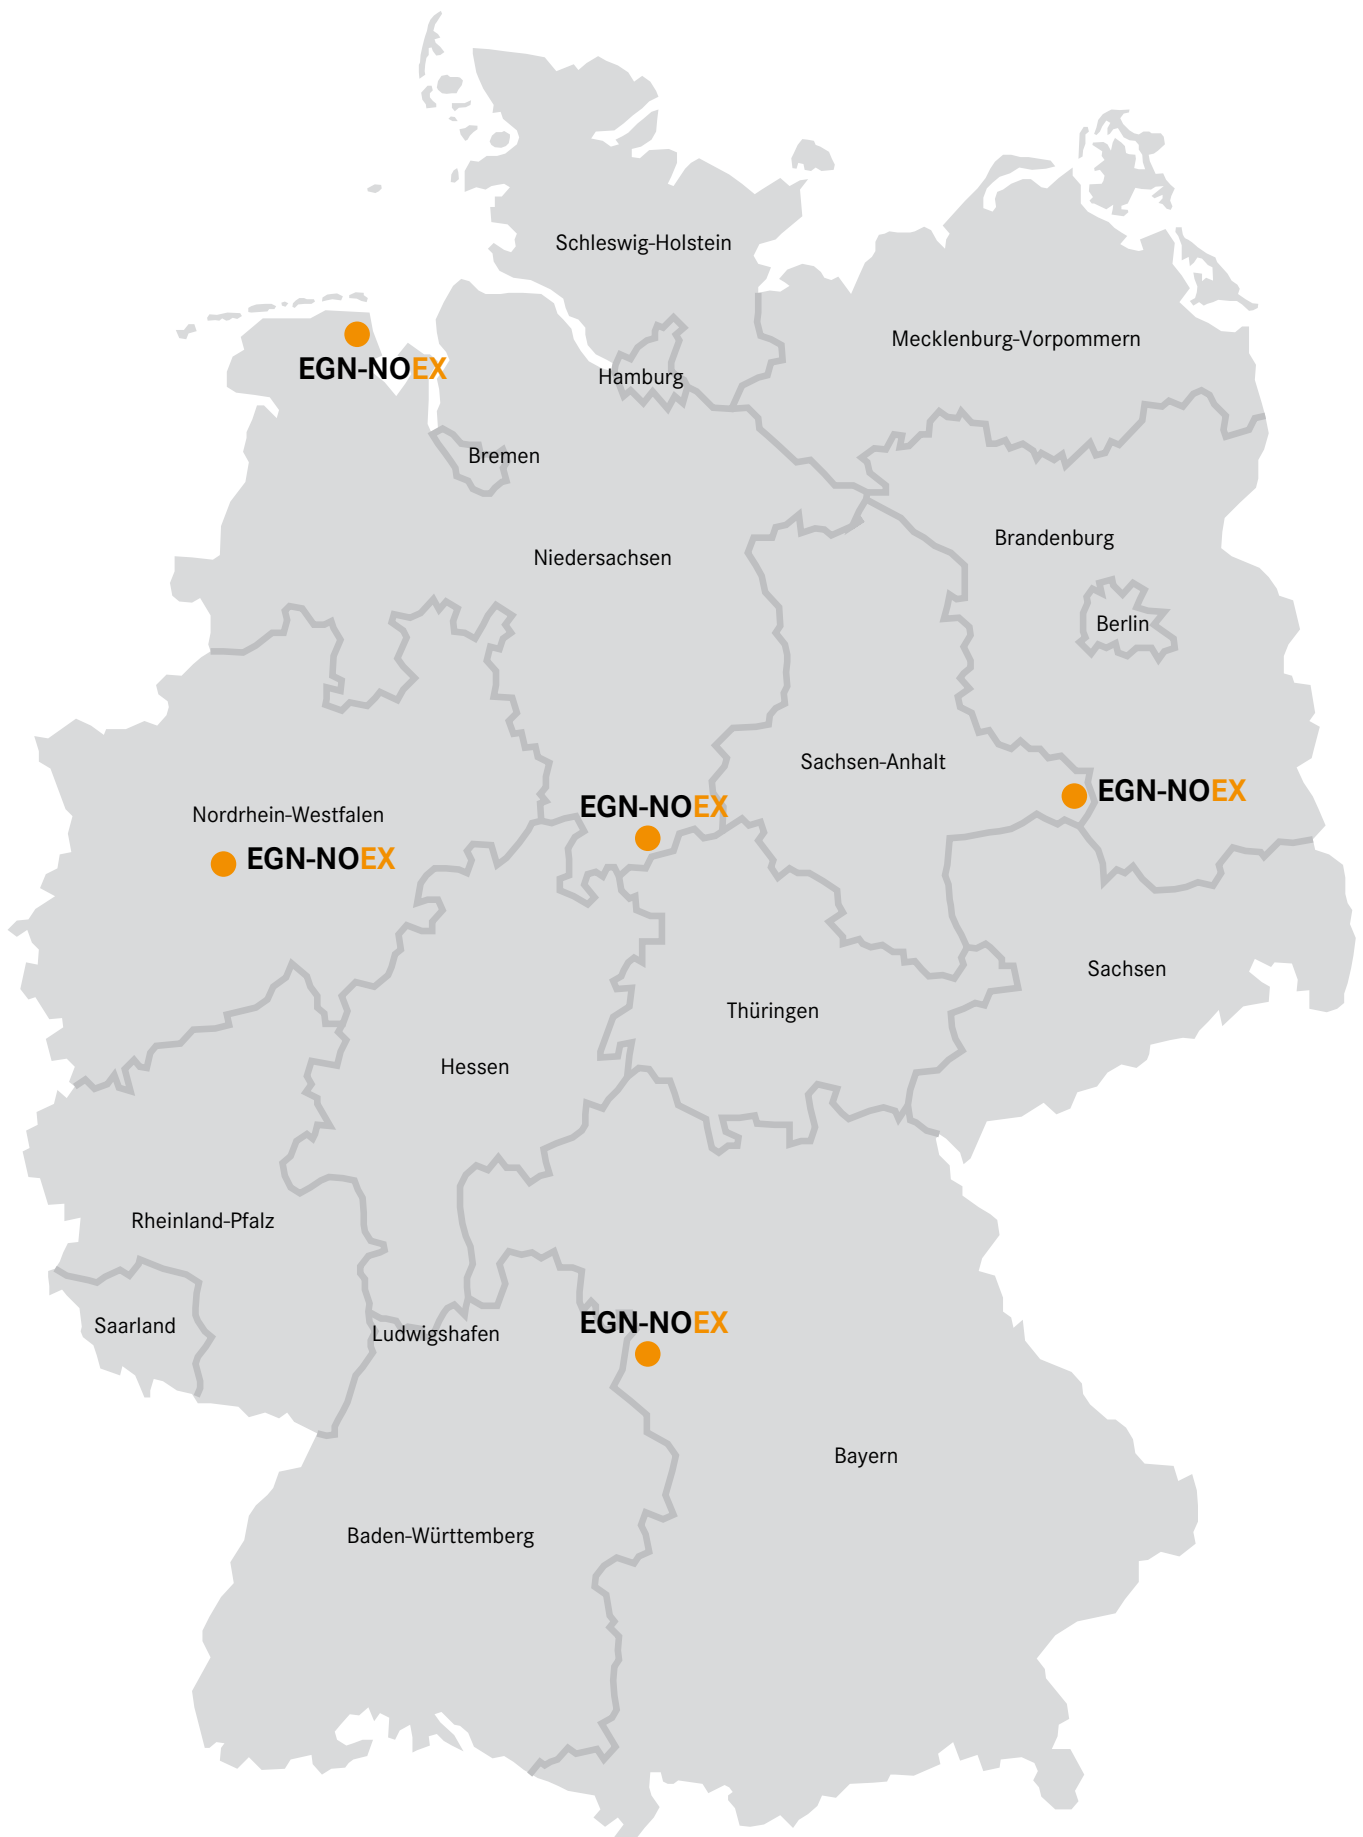 Schleswig-Holstein
Mecklenburg-Vorpommern
EGN-NOEX
Hamburg
Bremen
Brandenburg
Niedersachsen
Berlin
Sachsen-Anhalt
EGN-NOEX
EGN-NOEX
Nordrhein-Westfalen
EGN-NOEX
Sachsen
Thüringen
Hessen
Rheinland-Pfalz
Saarland
EGN-NOEX
Ludwigshafen
Bayern
Baden-Württemberg